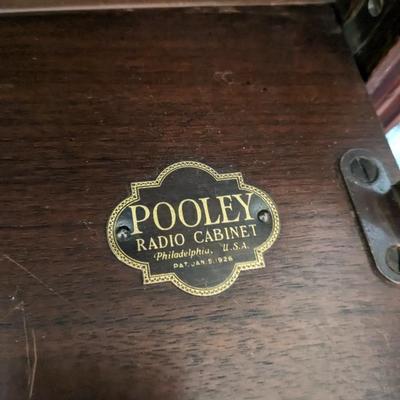 POOLEY
RADIO CABINET
Philadelphia, U.S.A.
PAT. JAN. 5, 1926